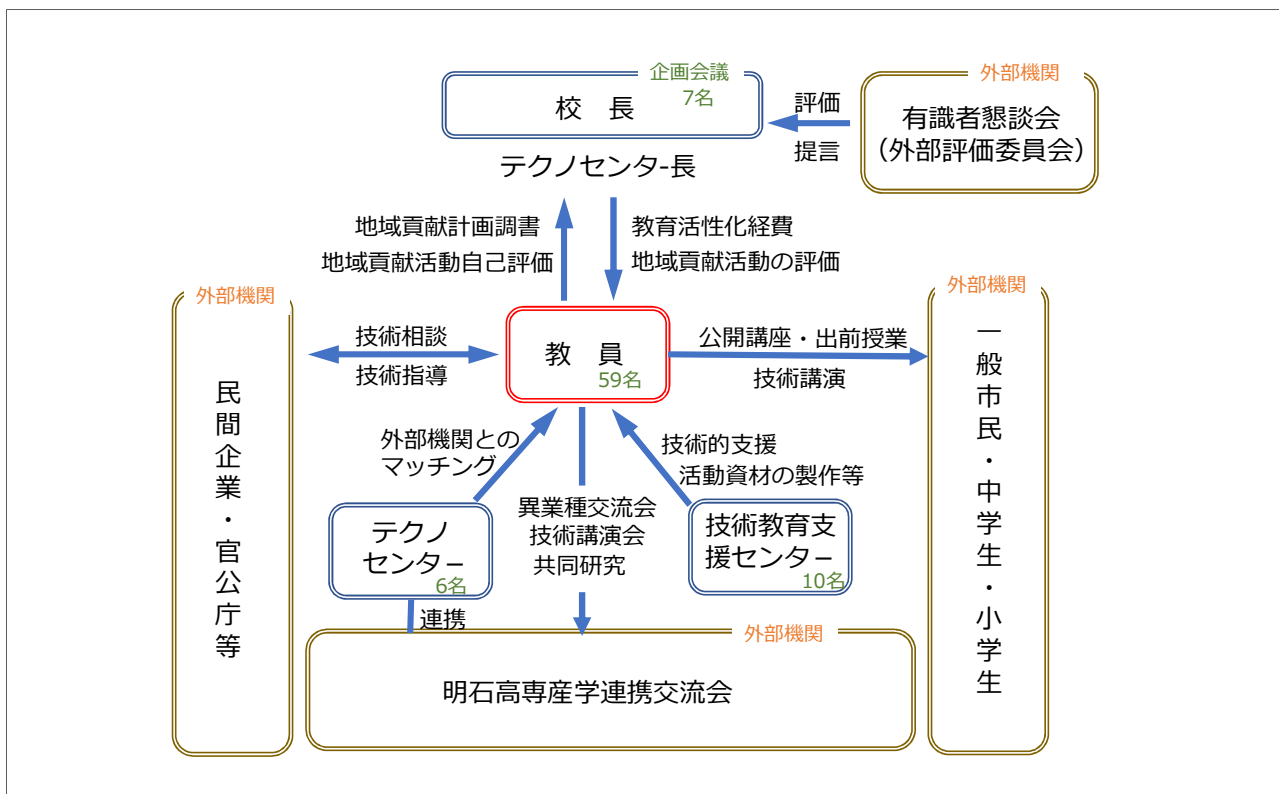 企画会議
7名
校　長
テクノセンタ-長
外部機関
有識者懇談会
（外部評価委員会）
評価
提言
地域貢献計画調書
地域貢献活動自己評価
教育活性化経費
地域貢献活動の評価
外部機関
民間企業・官公庁等
技術相談
技術指導
教　員
59名
公開講座・出前授業
技術講演
外部機関
一般市民・中学生・小学生
外部機関との
マッチング
技術的支援
活動資材の製作等
テクノ
センタ－
6名
異業種交流会
技術講演会
共同研究
技術教育支
援センタ－
10名
連携
外部機関
明石高専産学連携交流会